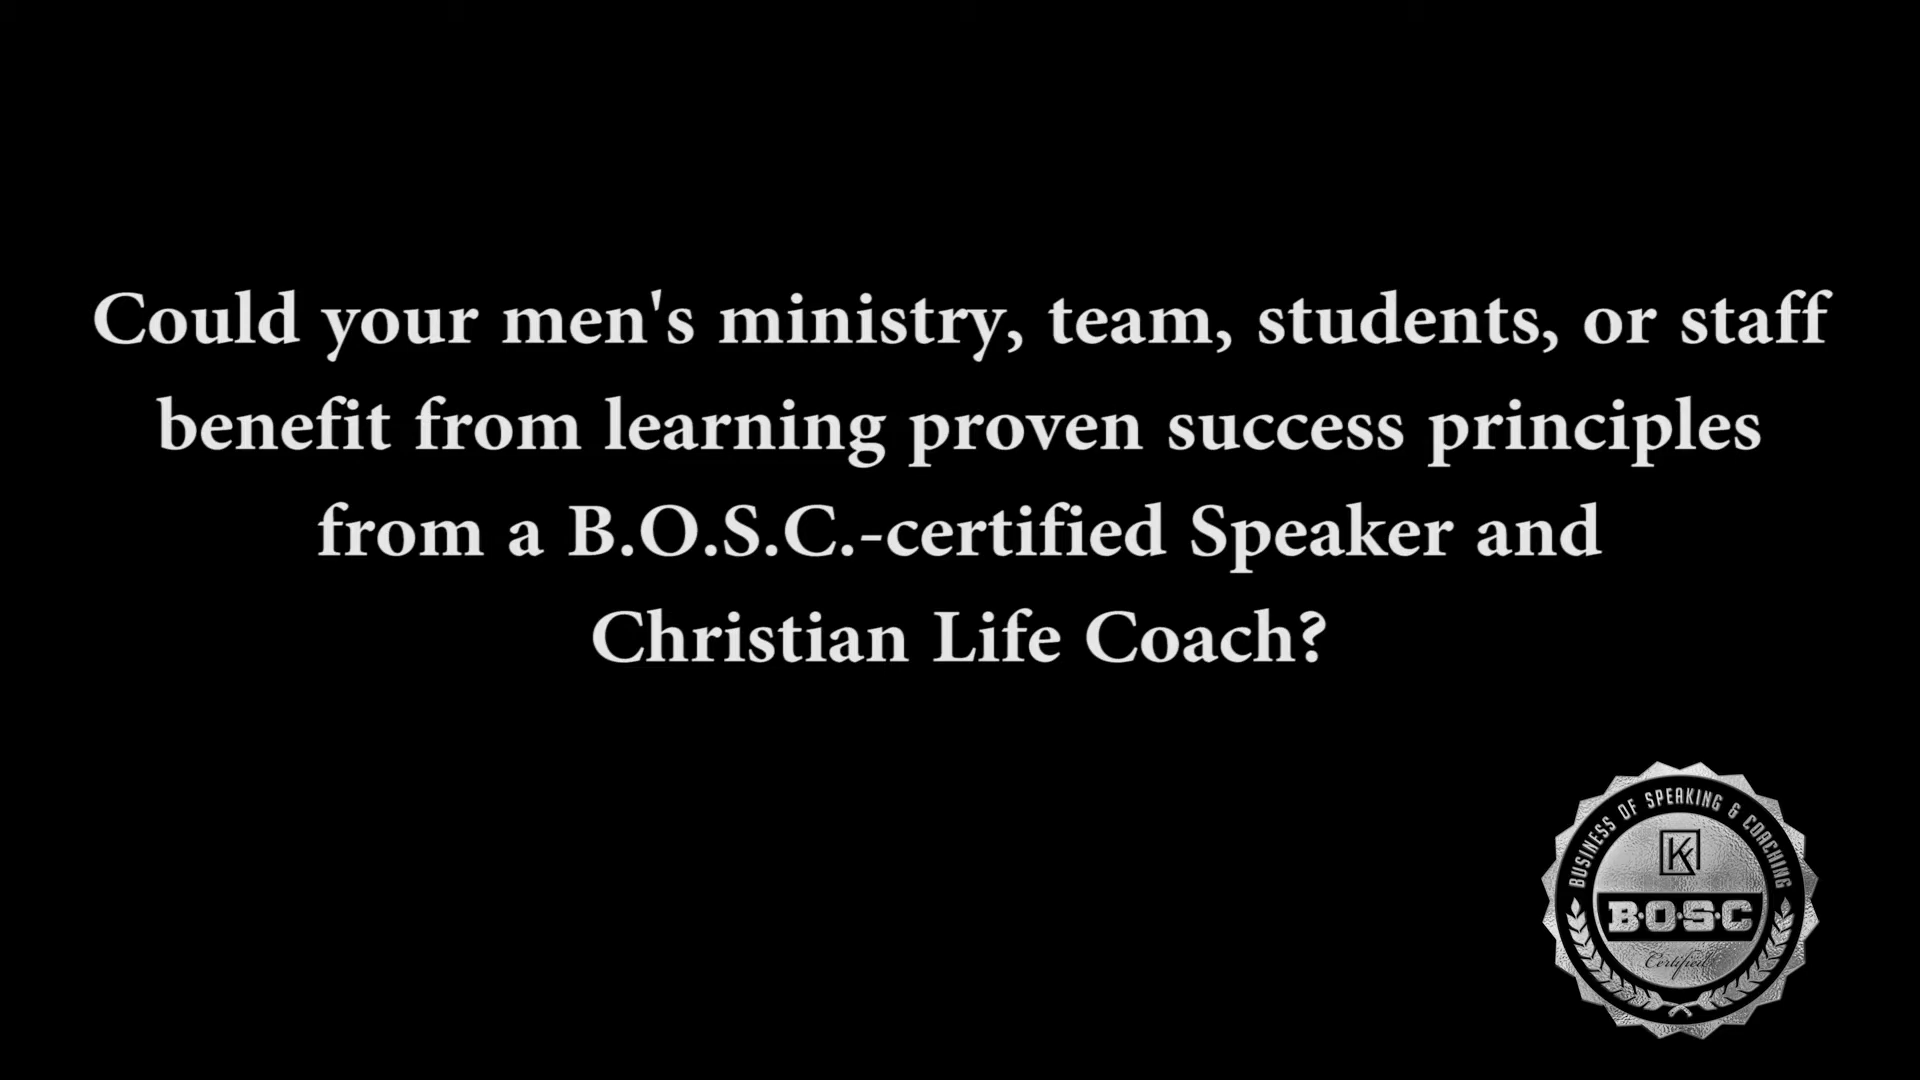 Could your men's ministry, team, students, or staff
benefit from learning proven success principles
from a B.O.S.C.-certified Speaker and
Christian Life Coach?
BUSINESS OF SPEAKING & COACHING
KF
B·O·S·C
Certified